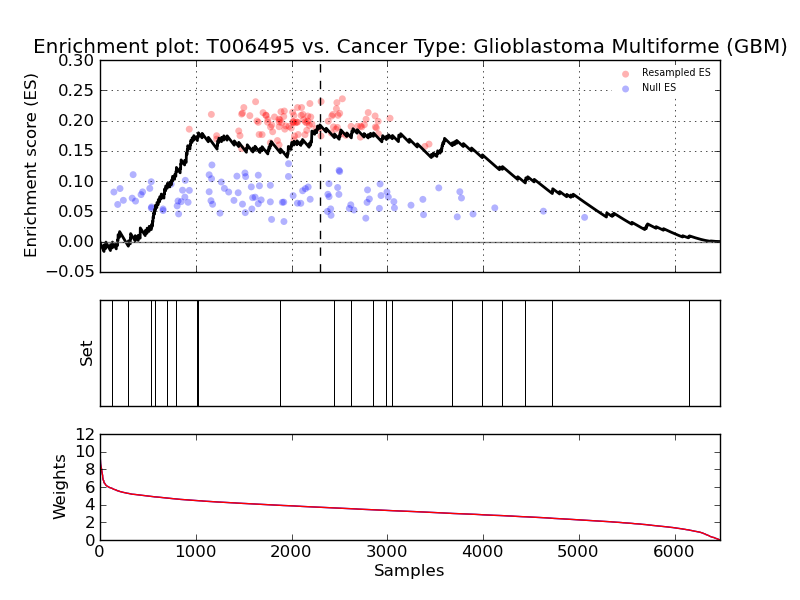 Enrichment plot: T006495 vs. Cancer Type: Glioblastoma Multiforme (GBM)
Enrichment score (ES)
0.30
0.25
0.20
0.15
0.10
0.05
0.00
−0.05
Resampled ES
Null ES
Set
Weights
12
10
8
6
4
2
0
0 1000 2000 3000 4000 5000 6000
Samples